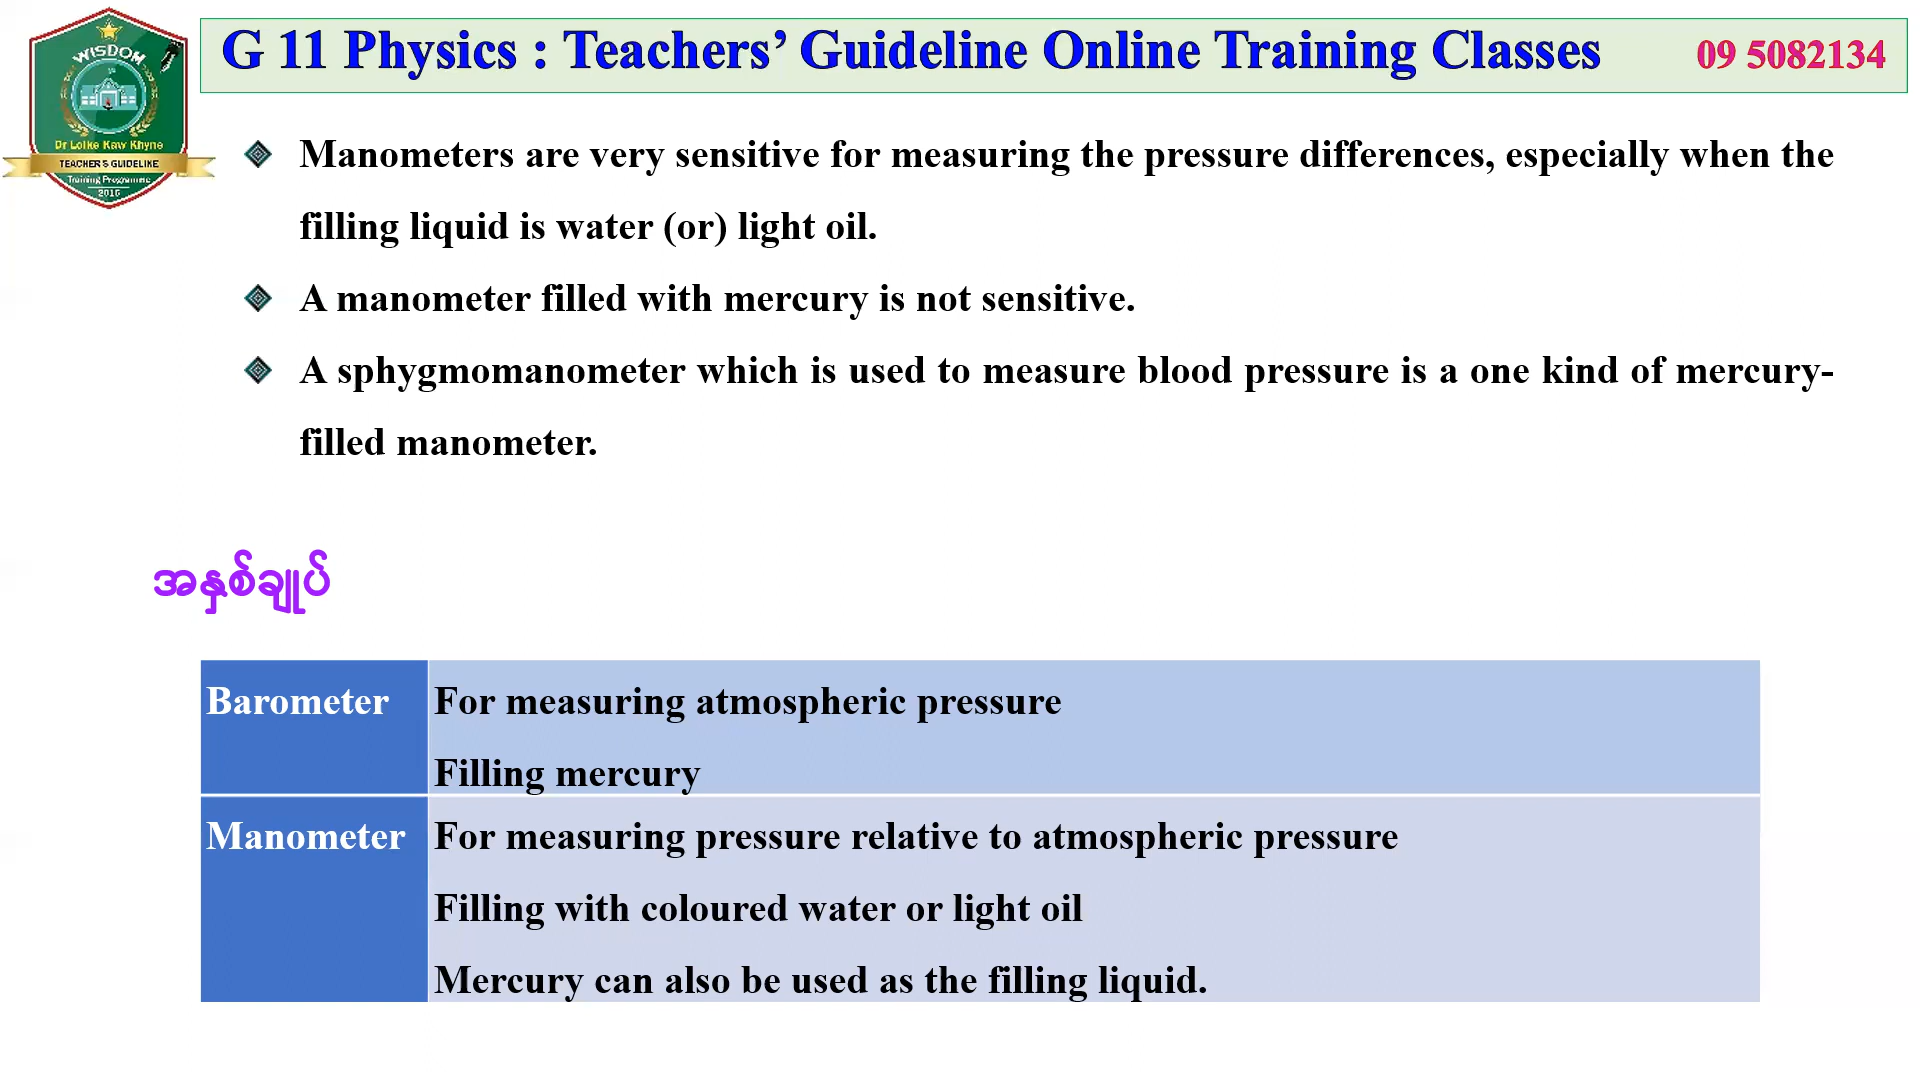 WISDOM
Dr Loike Kaw Khyne
TEACHER'S GUIDELINE
Training Programme
2016
G 11 Physics : Teachers’ Guideline Online Training Classes
09 5082134
Manometers are very sensitive for measuring the pressure differences, especially when the
filling liquid is water (or) light oil.
A manometer filled with mercury is not sensitive.
A sphygmomanometer which is used to measure blood pressure is a one kind of mercury-
filled manometer.
အနှစ်ချုပ်
Barometer
For measuring atmospheric pressure
Filling mercury
Manometer
For measuring pressure relative to atmospheric pressure
Filling with coloured water or light oil
Mercury can also be used as the filling liquid.